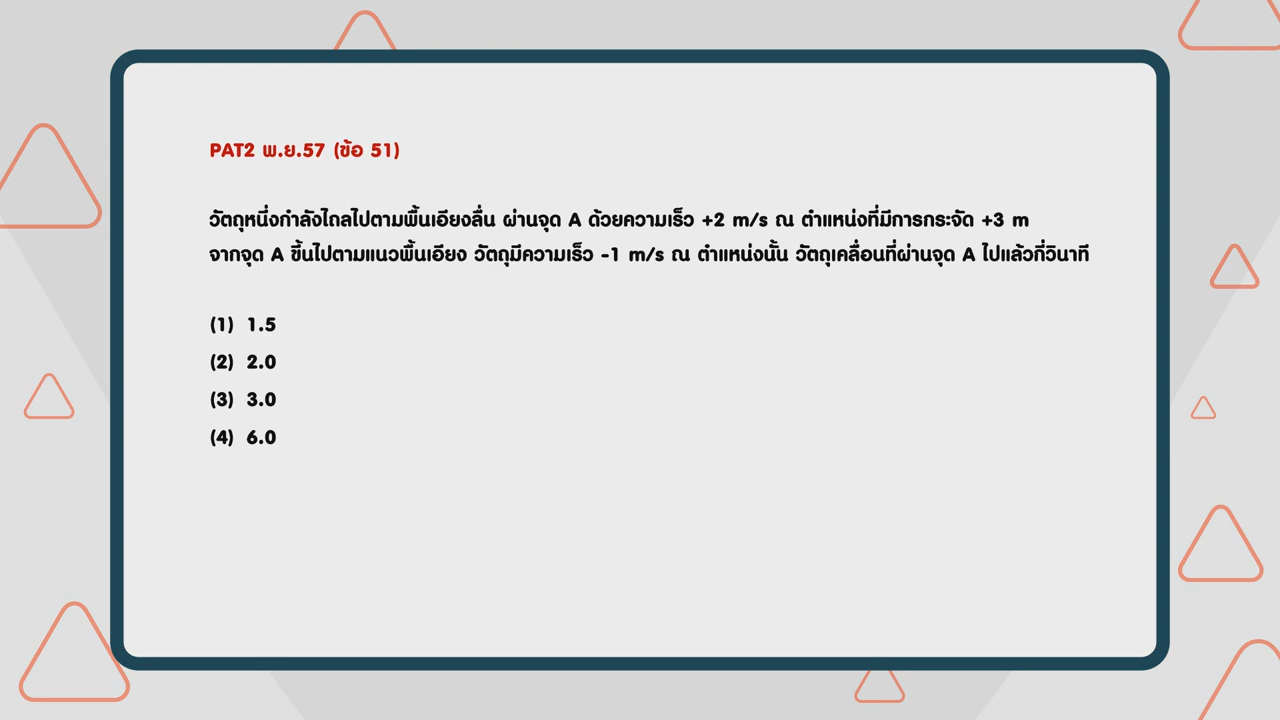 PAT2 พ.ย.57 (ข้อ 51)
วัตถุหนึ่งกำลังไถลไปตามพื้นเอียงลื่น ผ่านจุด A ด้วยความเร็ว +2 m/s ณ ตำแหน่งที่มีการกระจัด +3 m
จากจุด A ขึ้นไปตามแนวพื้นเอียง วัตถุมีความเร็ว -1 m/s ณ ตำแหน่งนั้น วัตถุเคลื่อนที่ผ่านจุด A ไปแล้วกี่วินาที
(1) 1.5
(2) 2.0
(3) 3.0
(4) 6.0